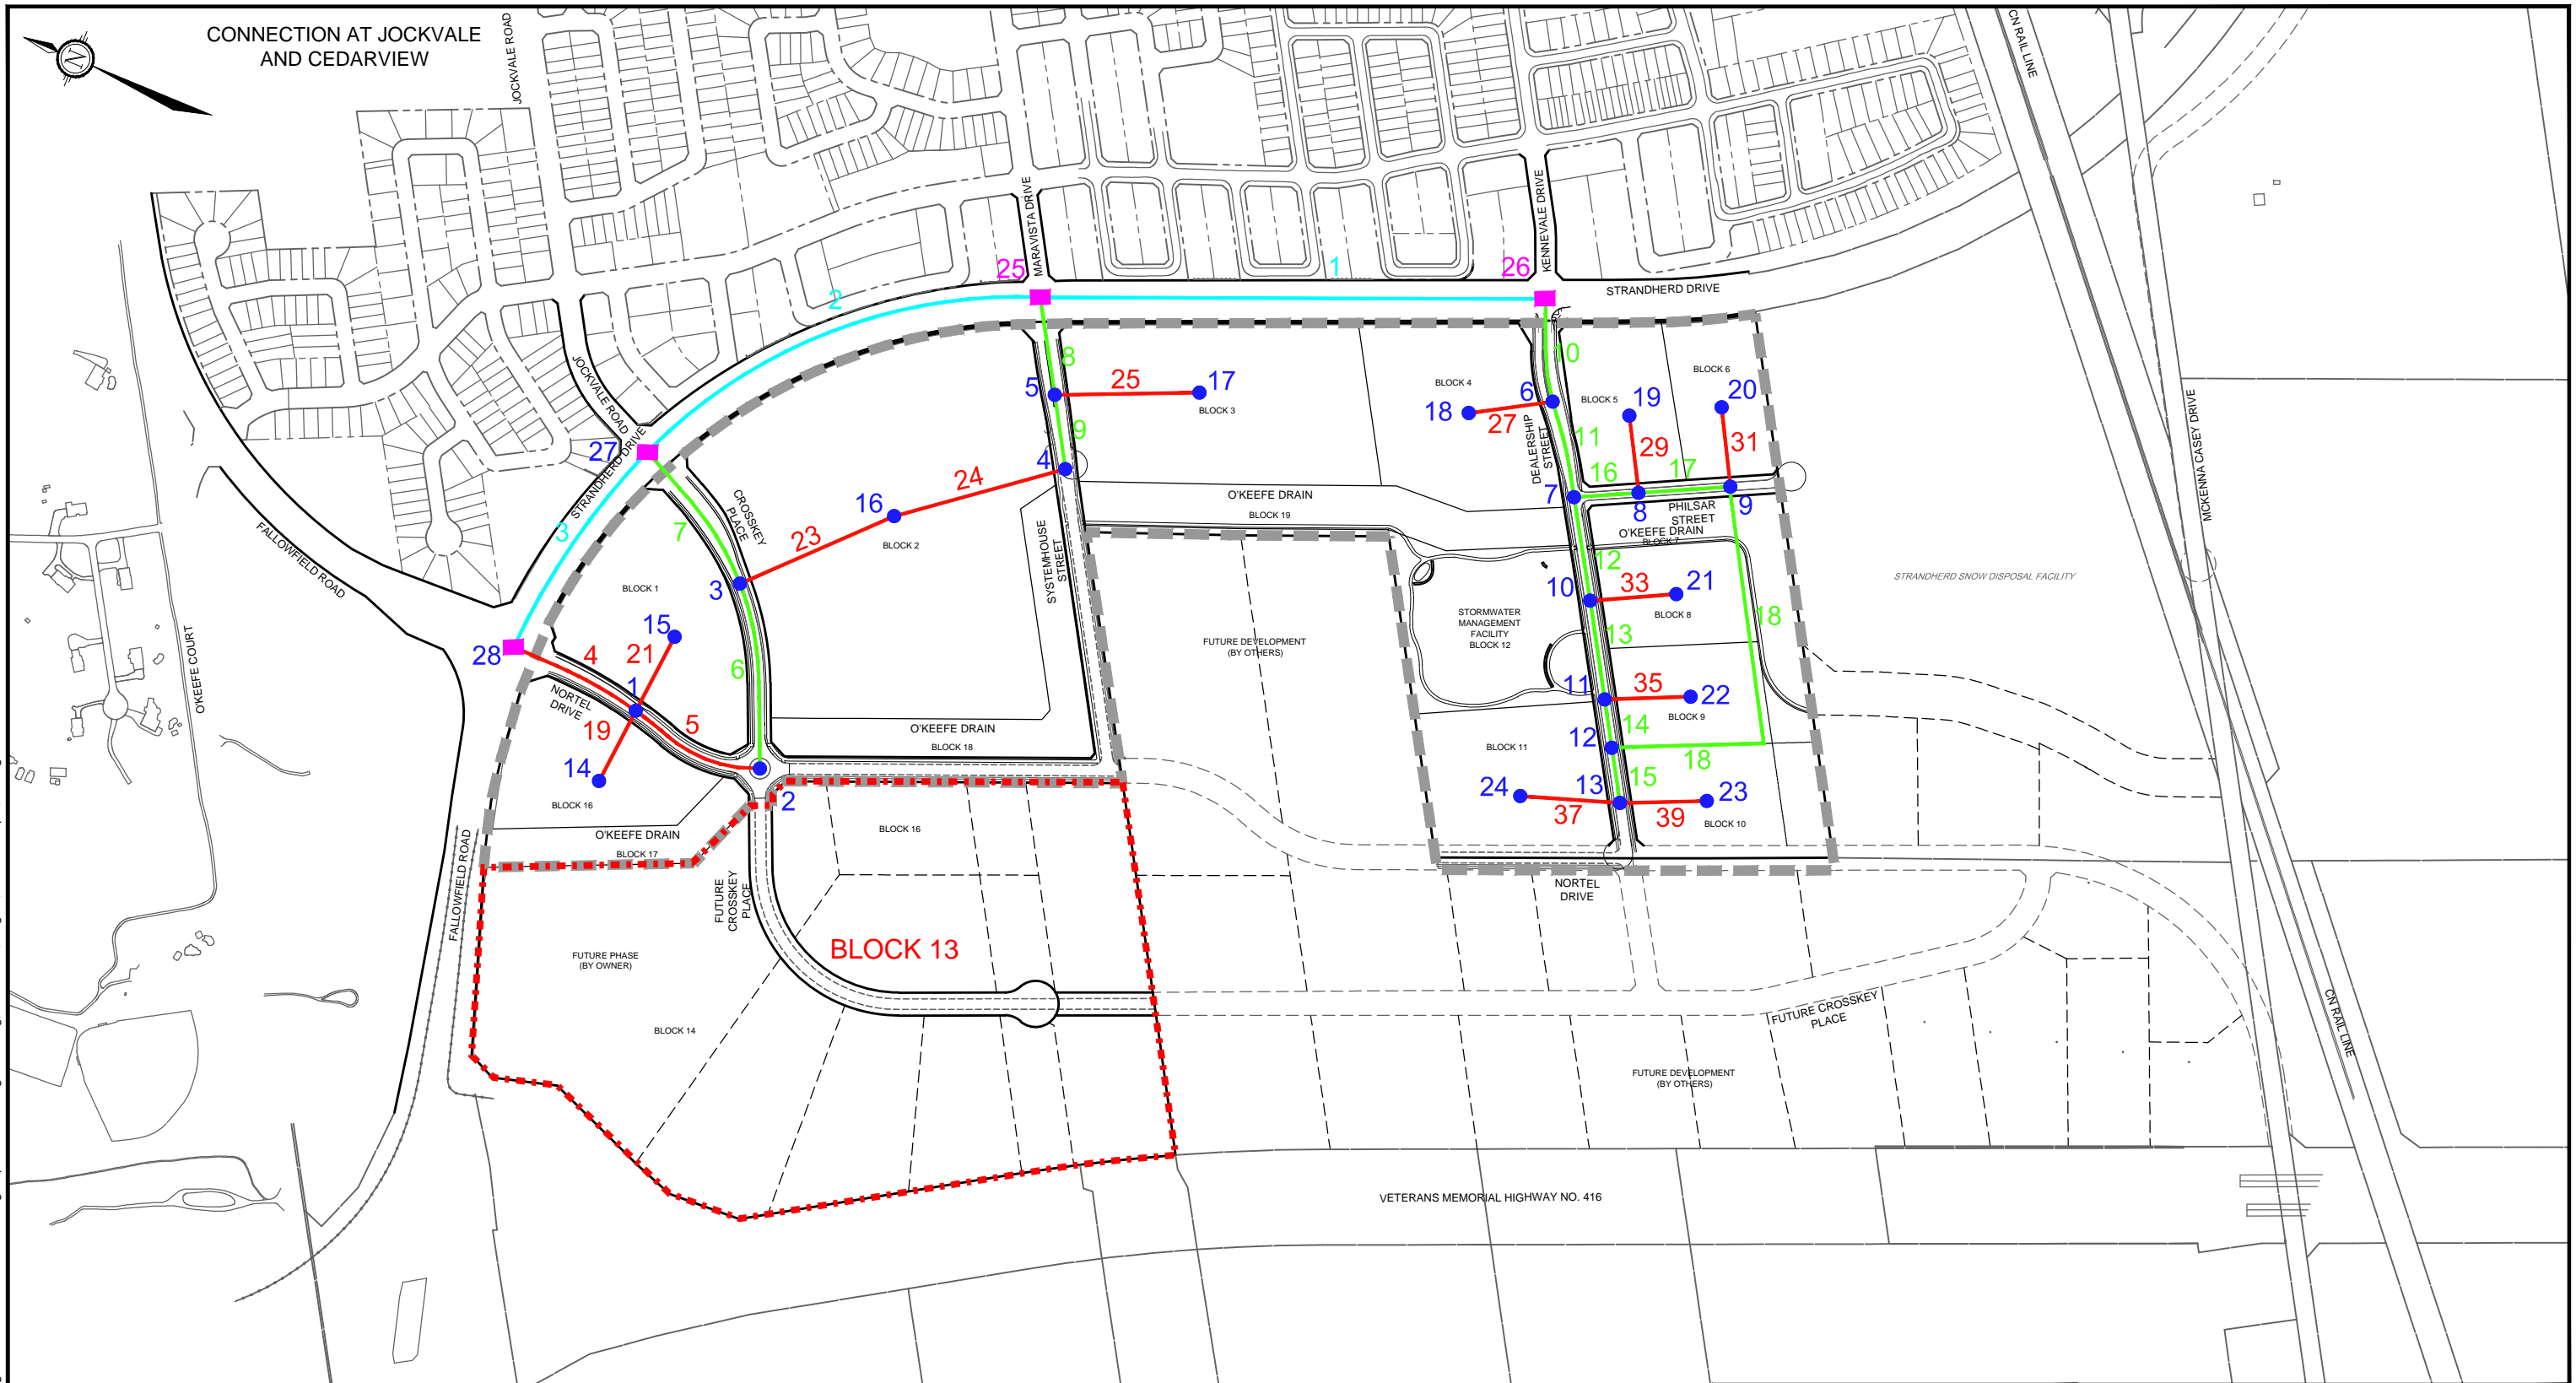 CONNECTION AT JOCKVALE
AND CEDARVIEW
N
JOCKVALE ROAD
CN RAIL LINE
MARAVISTA DRIVE
KENNEVALE DRIVE
25
1
26
2
STRANDHERD DRIVE
JOCKVALE ROAD
27
STRANDHERD DRIVE
3
28
FALLOWFIELD ROAD
O'KEEFE COURT
MCKENNA CASEY DRIVE
8
5
25
17
BLOCK 3
9
4
24
16
23
BLOCK 2
CROSSKEY
PLACE
7
3
6
BLOCK 1
15
21
4
1
5
19
NORTEL
DRIVE
14
BLOCK 16
O'KEEFE DRAIN
BLOCK 17
2
SYSTEMHOUSE
STREET
O'KEEFE DRAIN
BLOCK 18
O'KEEFE DRAIN
BLOCK 19
10
BLOCK 4
6
18
27
DEALERSHIP
STREET
11
BLOCK 5
19
29
BLOCK 6
20
31
16
17
7
8
9
PHILSAR
STREET
O'KEEFE DRAIN
BLOCK 7
12
10
33
21
BLOCK 8
13
18
11
35
22
BLOCK 9
14
12
18
15
13
24
37
39
23
BLOCK 10
BLOCK 11
STORMWATER
MANAGEMENT
FACILITY
BLOCK 12
STRANDHERD SNOW DISPOSAL FACILITY
FUTURE DEVELOPMENT
(BY OTHERS)
NORTEL
DRIVE
FALLOWFIELD ROAD
FUTURE
CROSSKEY
PLACE
BLOCK 16
BLOCK 13
FUTURE PHASE
(BY OWNER)
BLOCK 14
FUTURE CROSSKEY
PLACE
FUTURE DEVELOPMENT
(BY OTHERS)
CN RAIL LINE
VETERANS MEMORIAL HIGHWAY NO. 416